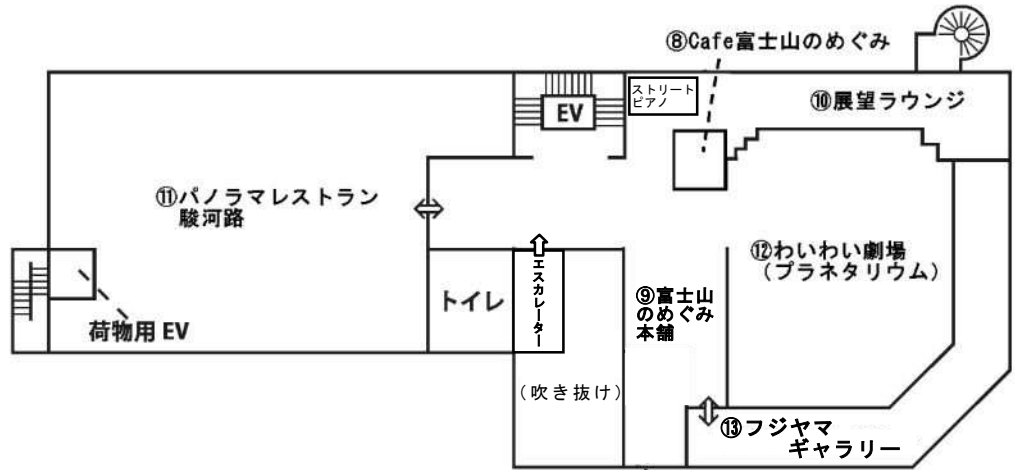 ⑧Cafe富士山のめぐみ
ストリート
ピアノ
⑩展望ラウンジ
EV
⑪パノラマレストラン
駿河路
⑫わいわい劇場
(プラネタリウム)
エスカレーター
トイレ
⑨富士山
のめぐみ
本舗
荷物用 EV
(吹き抜け)
⑬フジヤマ
ギャラリー